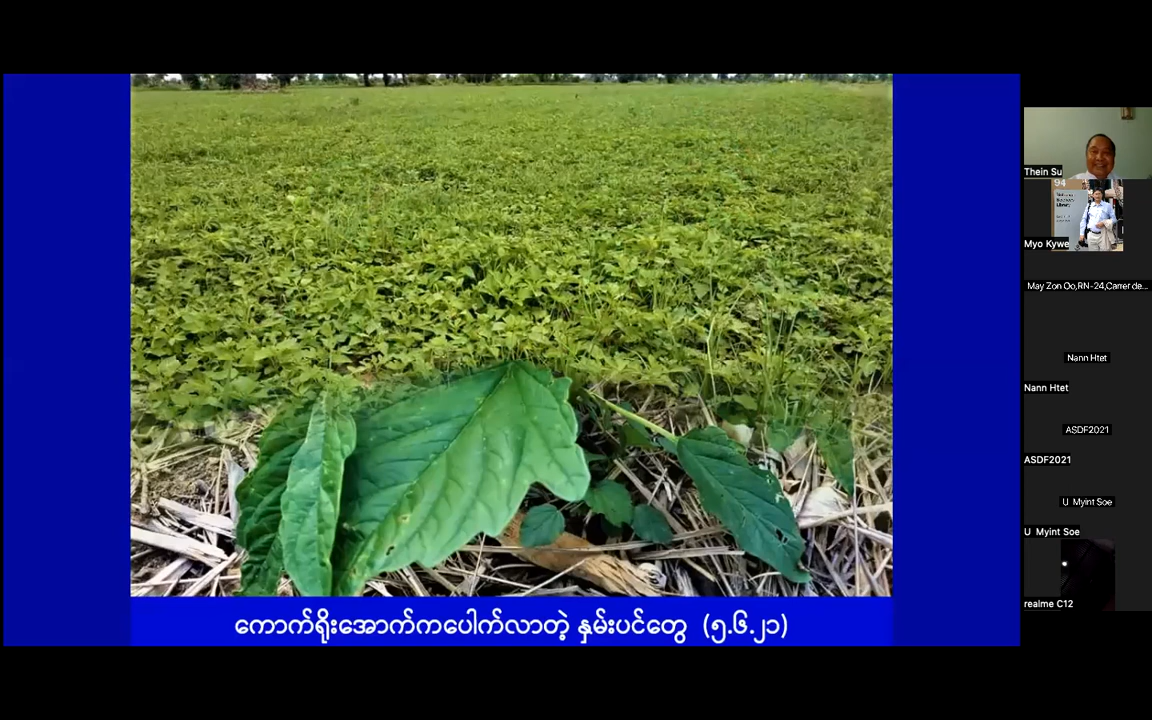 ကောက်ရိုးအောက်ကပေါက်လာတဲ့ နှမ်းပင်တွေ (၅.၆.၂၁)
Thein Su
94
Library
Myo Kywe
May Zon Oo,RN-24,Carrer de...
Nann Htet
Nann Htet
ASDF2021
ASDF2021
U Myint Soe
U Myint Soe
realme C12